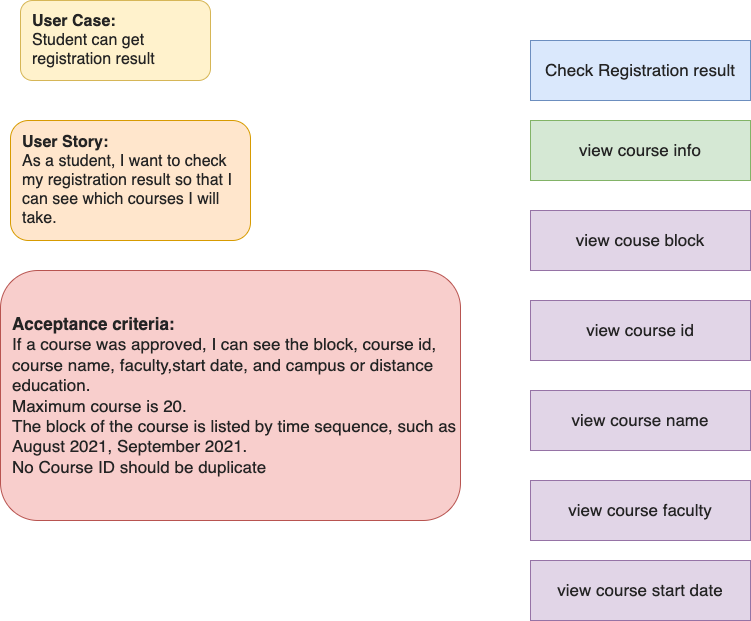 User Case:
Student can get
registration result
Check Registration result
User Story:
As a student, I want to check
my registration result so that I
can see which courses I will
take.
view course info
view couse block
Acceptance criteria:
If a course was approved, I can see the block, course id,
course name, faculty,start date, and campus or distance
education.
Maximum course is 20.
The block of the course is listed by time sequence, such as
August 2021, September 2021.
No Course ID should be duplicate
view course id
view course name
view course faculty
view course start date